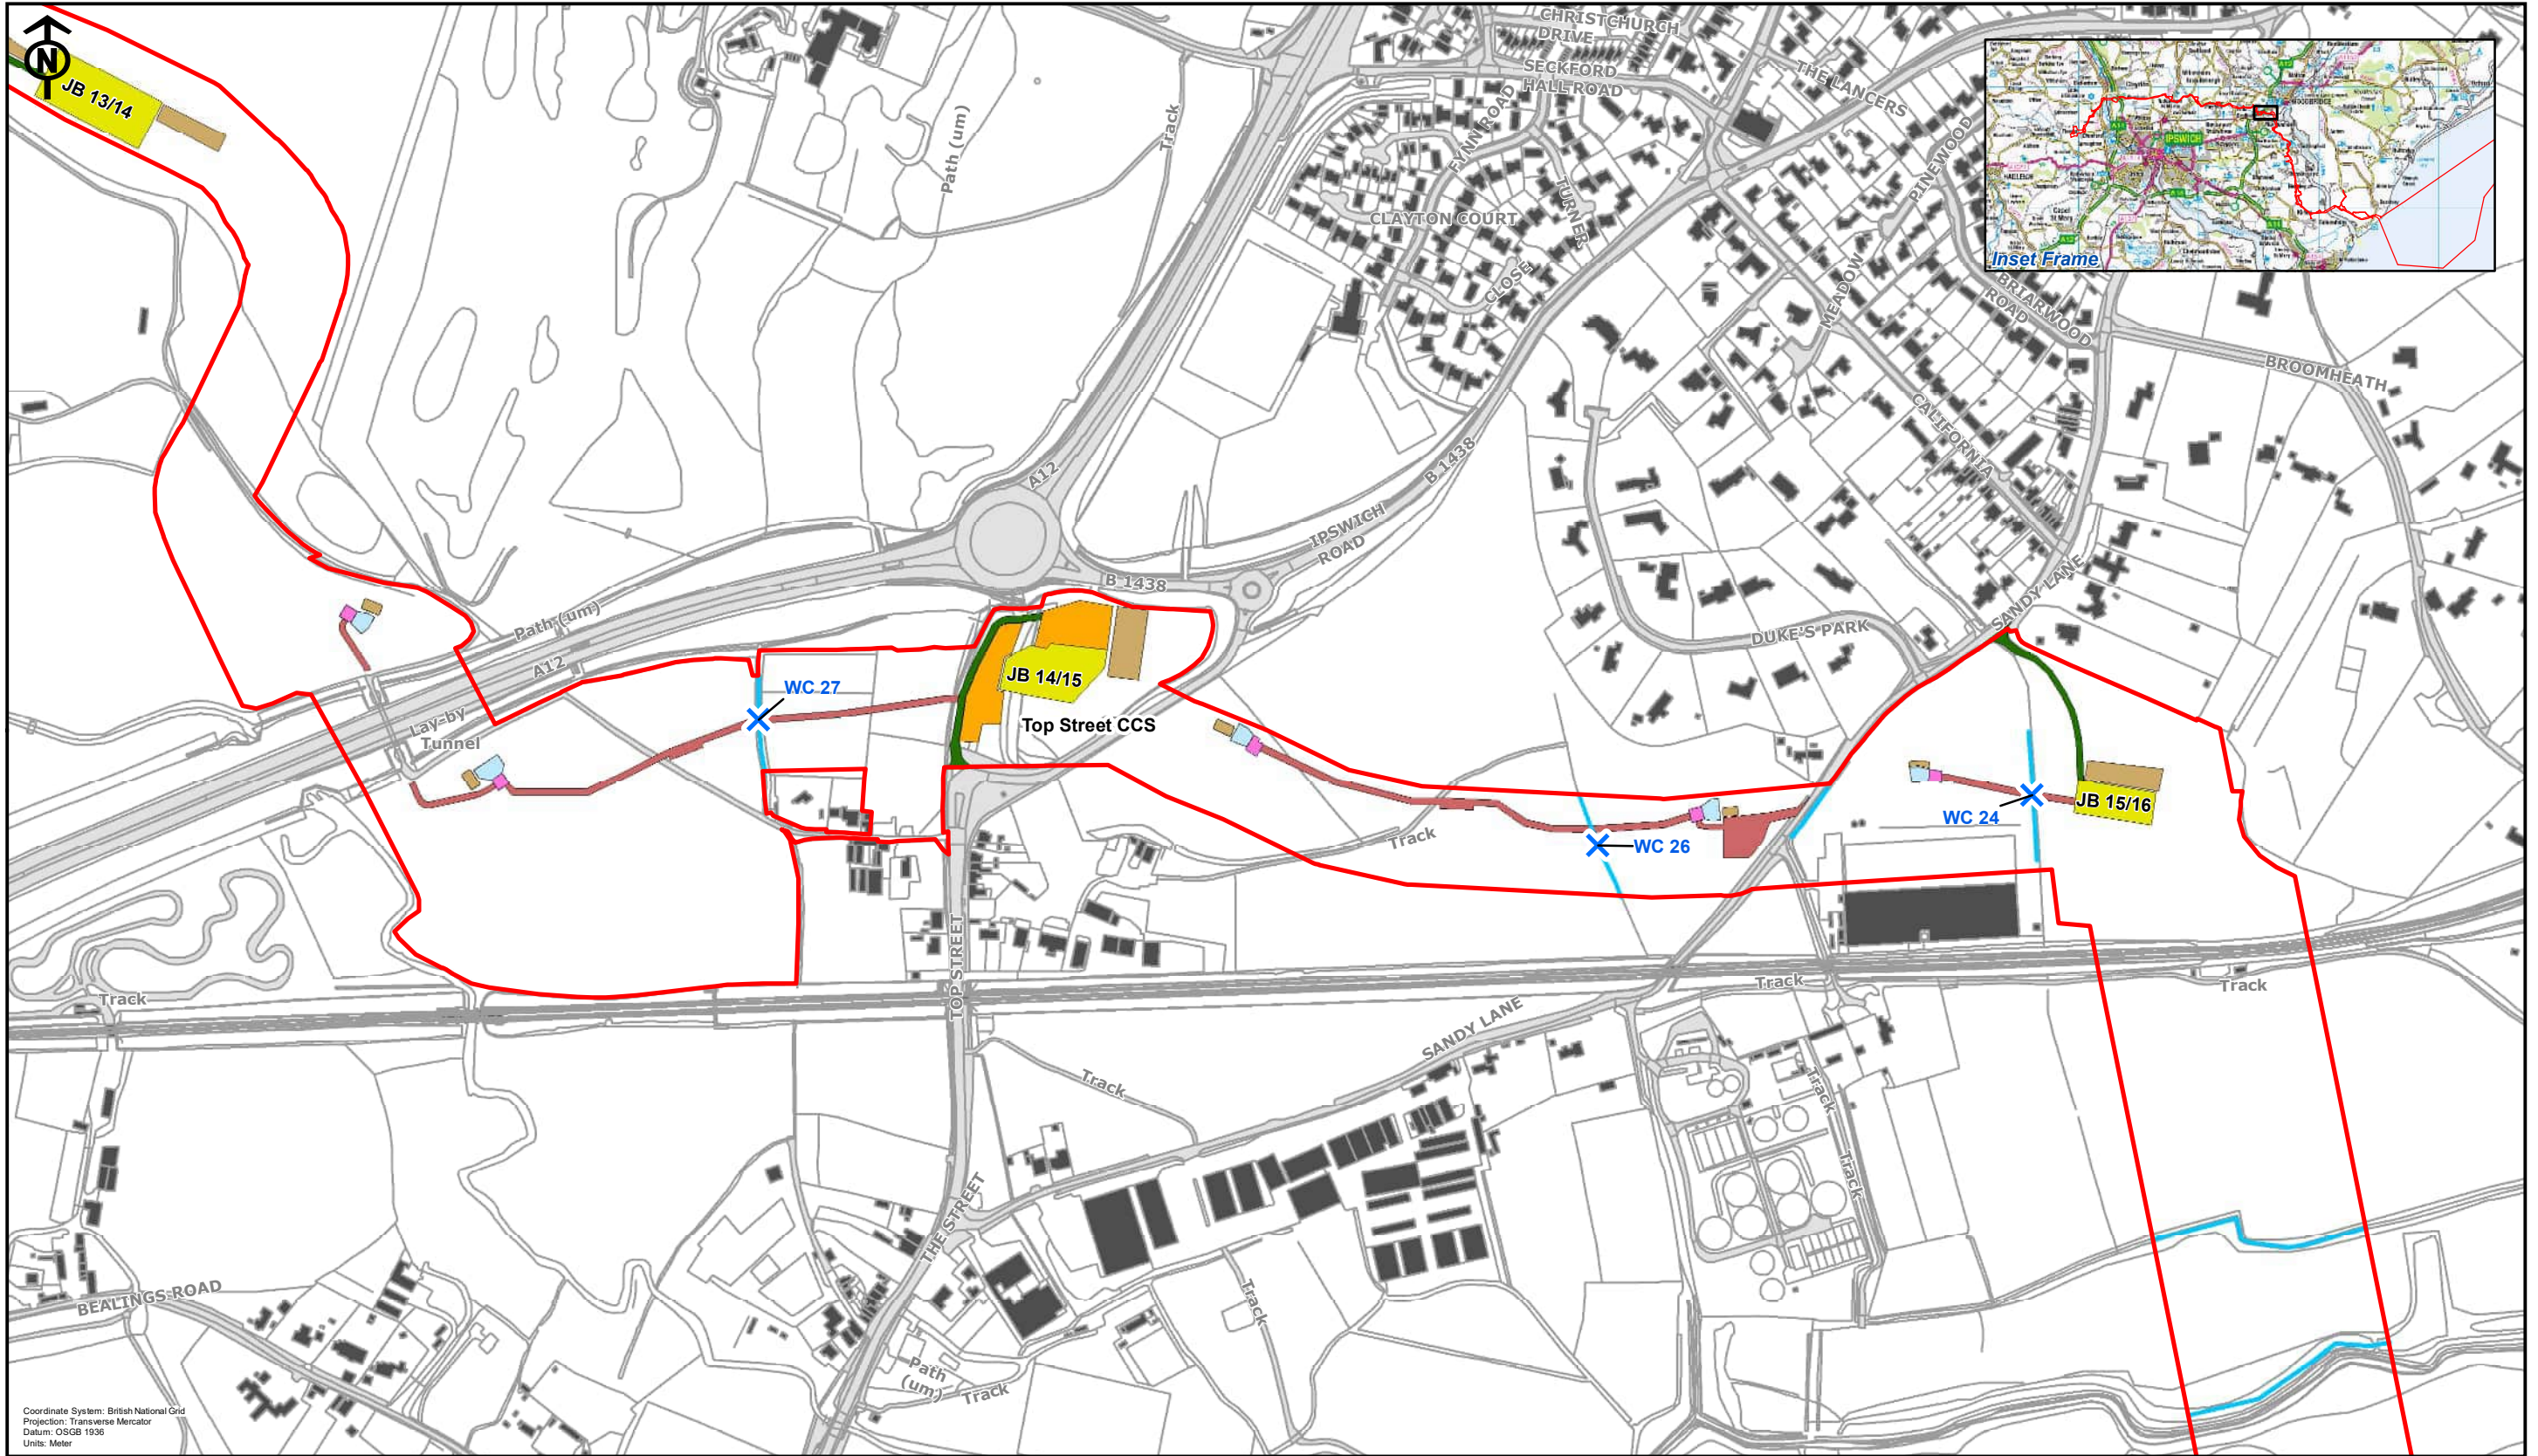 N
JB 13/14
CHRISTCHURCH
DRIVE
SECKFORD
HALL ROAD
THE LANCERS
FYNN ROAD
TURNER
CLOSE
CLAYTON COURT
PINEWOOD
MEADOW
BRIARWOOD
ROAD
BROOMHEATH
CALIFORNIA
IPSWICH
Inset Frame
Path (um)
Track
A12
B 1438
IPSWICH
ROAD
B 1438
SANDY LANE
DUKE'S PARK
Path (um)
A12
Lay-by
Tunnel
WC 27
JB 14/15
Top Street CCS
Track
WC 26
WC 24
JB 15/16
TOP STREET
Track
Track
Track
SANDY LANE
Track
Track
Track
THE STREET
Track
BEALINGS ROAD
Path
(um)
Track
Coordinate System: British National Grid
Projection: Transverse Mercator
Datum: OSGB 1936
Units: Meter